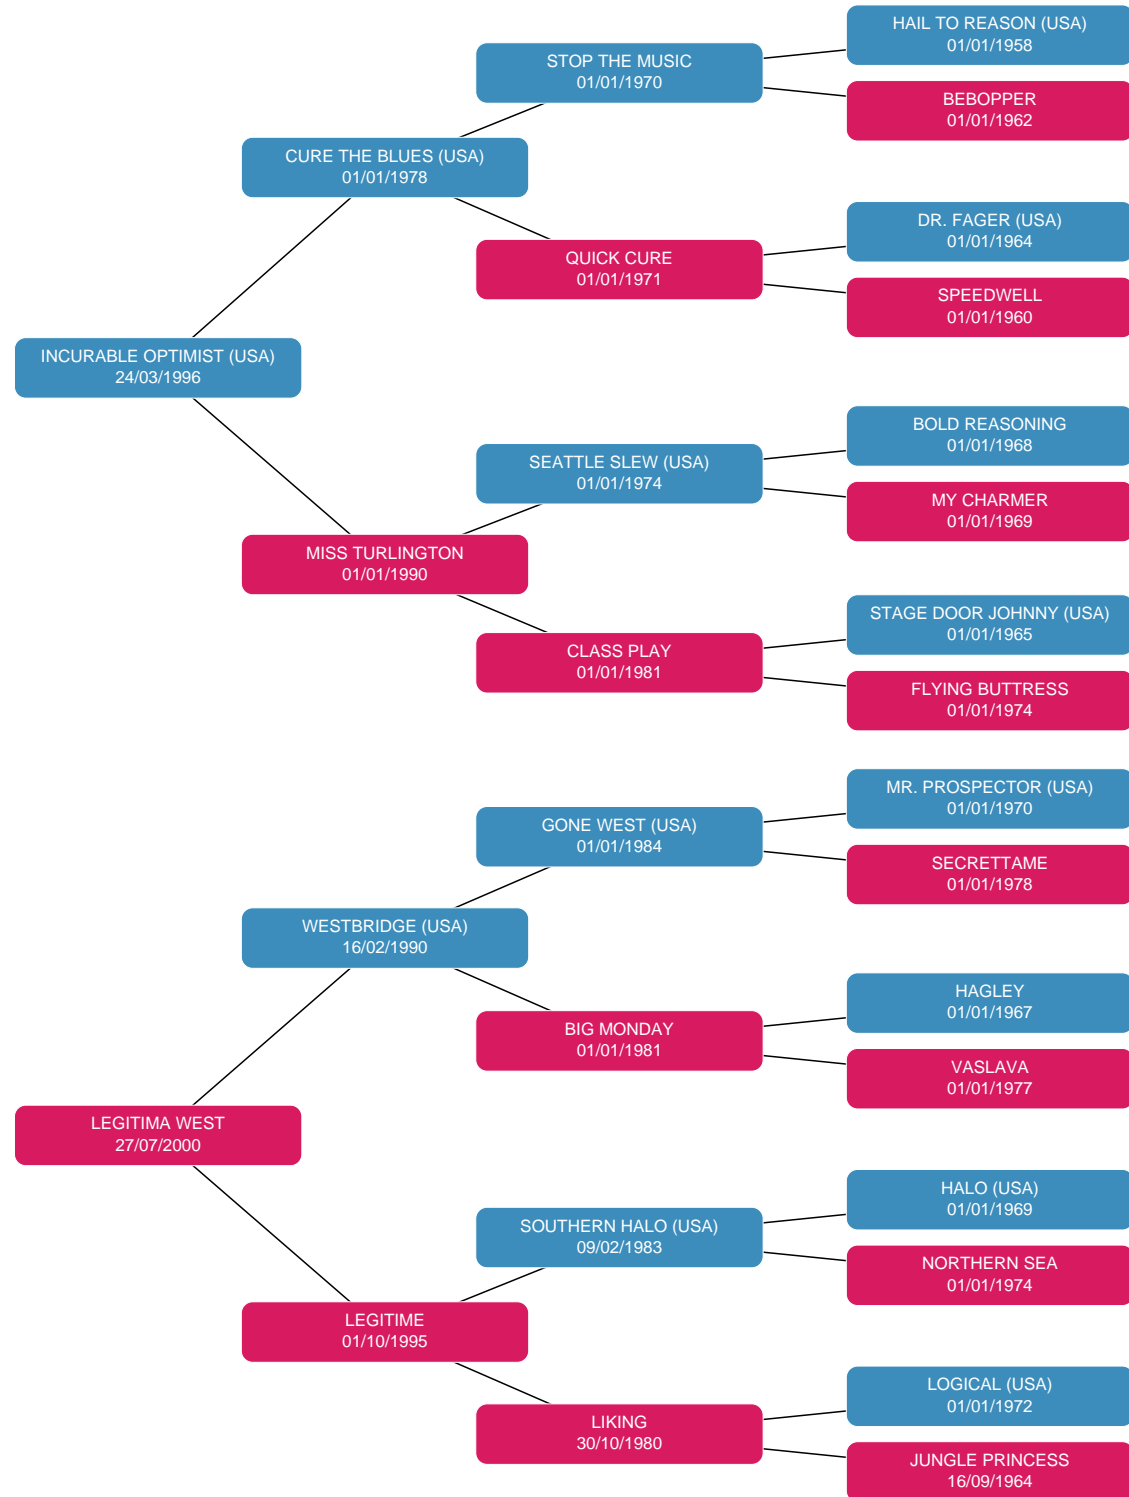 HAIL TO REASON (USA)
01/01/1958
STOP THE MUSIC
01/01/1970
BEBOPPER
01/01/1962
CURE THE BLUES (USA)
01/01/1978
DR. FAGER (USA)
01/01/1964
QUICK CURE
01/01/1971
SPEEDWELL
01/01/1960
INCURABLE OPTIMIST (USA)
24/03/1996
BOLD REASONING
01/01/1968
SEATTLE SLEW (USA)
01/01/1974
MY CHARMER
01/01/1969
MISS TURLINGTON
01/01/1990
STAGE DOOR JOHNNY (USA)
01/01/1965
CLASS PLAY
01/01/1981
FLYING BUTTRESS
01/01/1974
MR. PROSPECTOR (USA)
01/01/1970
GONE WEST (USA)
01/01/1984
SECRETTAME
01/01/1978
WESTBRIDGE (USA)
16/02/1990
HAGLEY
01/01/1967
BIG MONDAY
01/01/1981
VASLAVA
01/01/1977
LEGITIMA WEST
27/07/2000
HALO (USA)
01/01/1969
SOUTHERN HALO (USA)
09/02/1983
NORTHERN SEA
01/01/1974
LEGITIME
01/10/1995
LOGICAL (USA)
01/01/1972
LIKING
30/10/1980
JUNGLE PRINCESS
16/09/1964